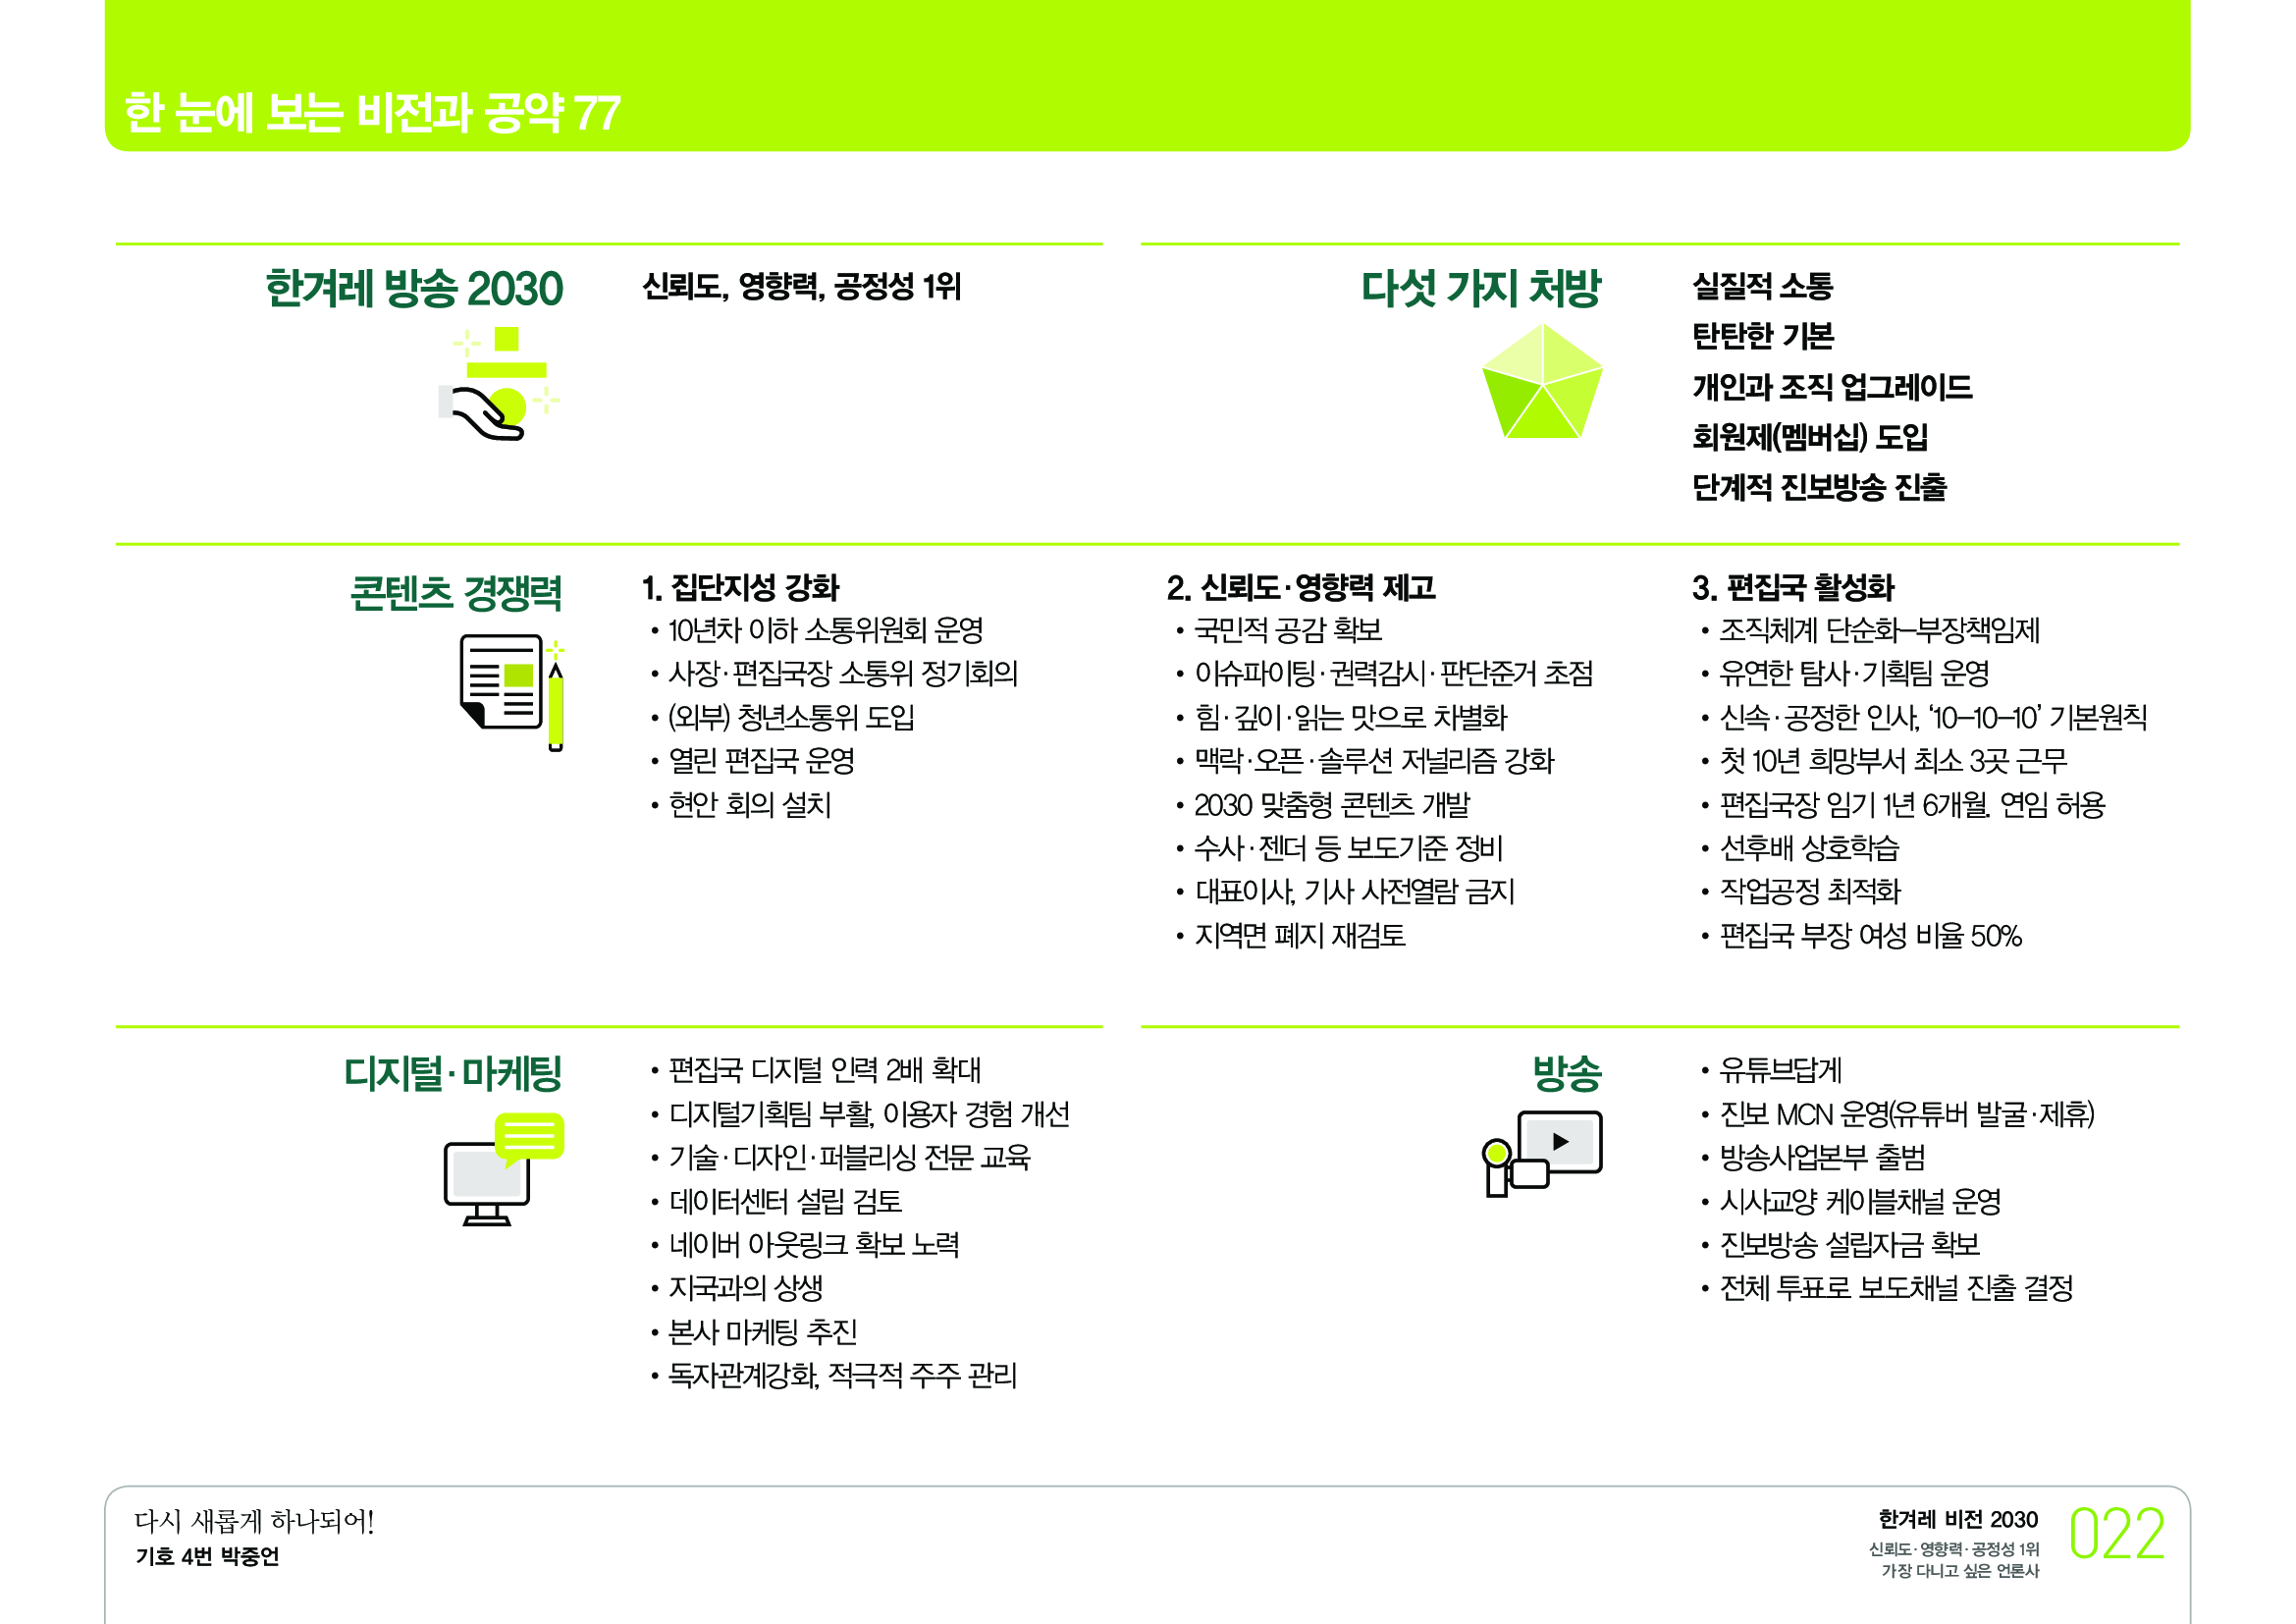 한 눈에 보는 비전과 공약 77
한겨레 방송 2030
신뢰도, 영향력, 공정성 1위
다섯 가지 처방
실질적 소통
탄탄한 기본
개인과 조직 업그레이드
회원제(멤버십) 도입
단계적 진보방송 진출
콘텐츠 경쟁력
1. 집단지성 강화
• 10년차 이하 소통위원회 운영
• 사장·편집국장 소통위 정기회의
• (외부) 청년소통위 도입
• 열린 편집국 운영
• 현안 회의 설치
2. 신뢰도·영향력 제고
• 국민적 공감 확보
• 이슈파이팅·권력감시·판단준거 초점
• 힘·깊이·읽는 맛으로 차별화
• 맥락·오픈·솔루션 저널리즘 강화
• 2030 맞춤형 콘텐츠 개발
• 수사·젠더 등 보도기준 정비
• 대표이사, 기사 사전열람 금지
• 지역면 폐지 재검토
3. 편집국 활성화
• 조직체계 단순화–부장책임제
• 유연한 탐사·기획팀 운영
• 신속·공정한 인사, ‘10–10–10’ 기본원칙
• 첫 10년 희망부서 최소 3곳 근무
• 편집국장 임기 1년 6개월. 연임 허용
• 선후배 상호학습
• 작업공정 최적화
• 편집국 부장 여성 비율 50%
디지털·마케팅
• 편집국 디지털 인력 2배 확대
• 디지털기획팀 부활, 이용자 경험 개선
• 기술·디자인·퍼블리싱 전문 교육
• 데이터센터 설립 검토
• 네이버 아웃링크 확보 노력
• 지국과의 상생
• 본사 마케팅 추진
• 독자관계강화, 적극적 주주 관리
방송
• 유튜브답게
• 진보 MCN 운영(유튜버 발굴·제휴)
• 방송사업본부 출범
• 시사교양 케이블채널 운영
• 진보방송 설립자금 확보
• 전체 투표로 보도채널 진출 결정
다시 새롭게 하나되어!
기호 4번 박중언
한겨레 비전 2030
신뢰도·영향력·공정성 1위
가장 다니고 싶은 언론사
022